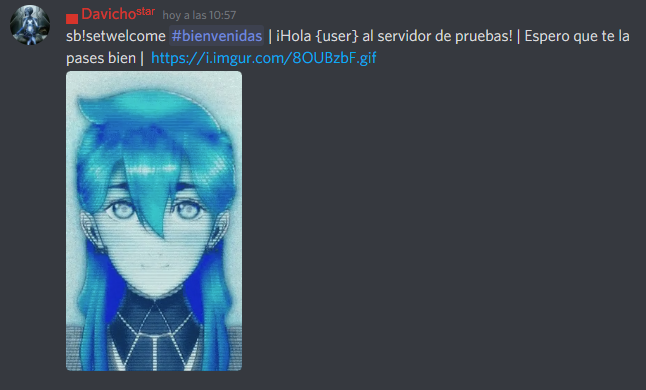 Davichoˢᵗᵃʳ hoy a las 10:57
sb!setwelcome #bienvenidas | ¡Hola {user} al servidor de pruebas! | Espero que te la
pases bien | https://i.imgur.com/8OUBzbF.gif